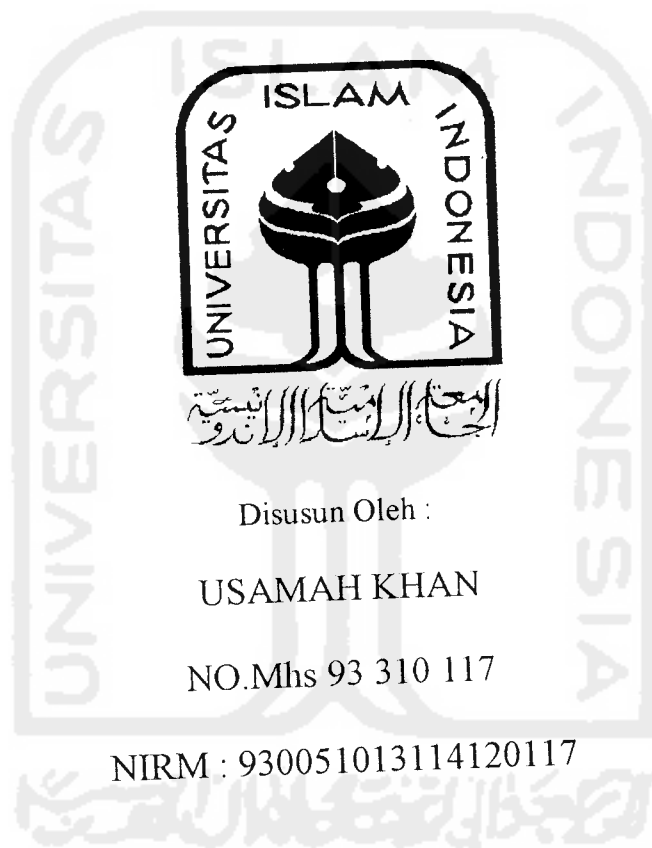 UNIVERSITAS ISLAM INDONESIA
الجامعة الإسلامية الإندونيسية
Disusun Oleh :
USAMAH KHAN
NO.Mhs 93 310 117
NIRM : 930051013114120117